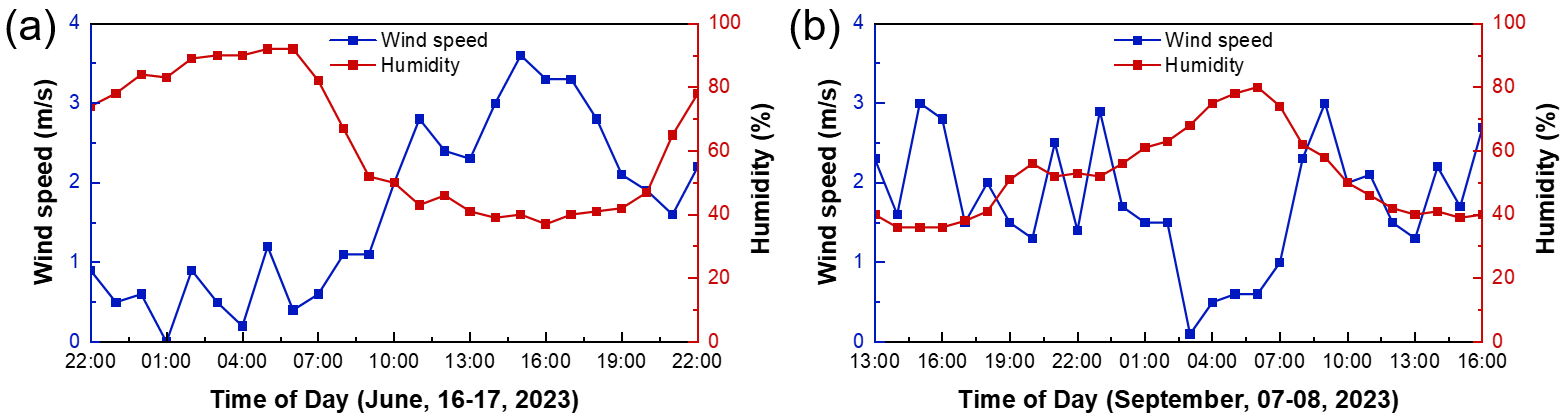 (a)
Wind speed
Humidity
Wind speed (m/s)
4
3
2
1
0
Humidity (%)
100
80
60
40
20
0
22:00 01:00 04:00 07:00 10:00 13:00 16:00 19:00 22:00
Time of Day (June, 16-17, 2023)
(b)
Wind speed
Humidity
Wind speed (m/s)
4
3
2
1
0
Humidity (%)
100
80
60
40
20
0
13:00 16:00 19:00 22:00 01:00 04:00 07:00 10:00 13:00 16:00
Time of Day (September, 07-08, 2023)